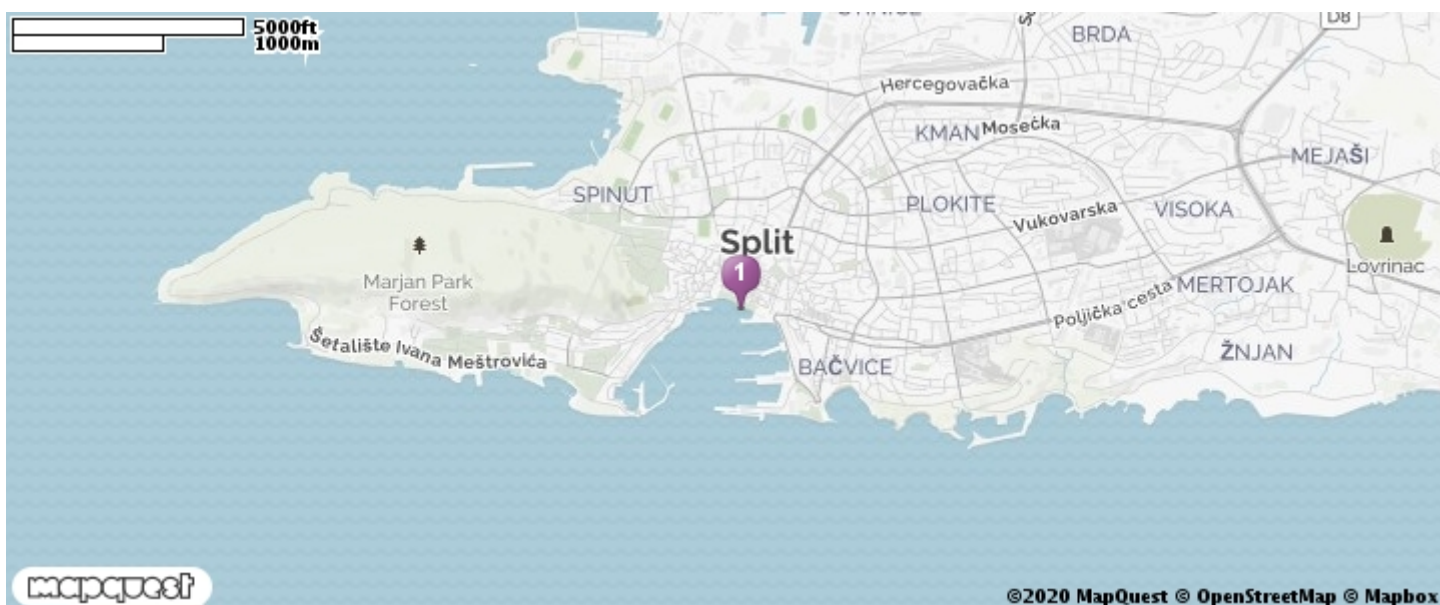 5000ft
1000m
D8
BRDA
Hercegovačka
KMAN
Mosečka
MEJAŠI
SPINUT
PLOKITE
Vukovarska
VISOKA
Split
1
Lovrinac
Marjan Park
Forest
MERTOJAK
Poljička cesta
Šetalište Ivana Meštrovića
ŽNJAN
BAČVICE
mapquest
©2020 MapQuest © OpenStreetMap © Mapbox